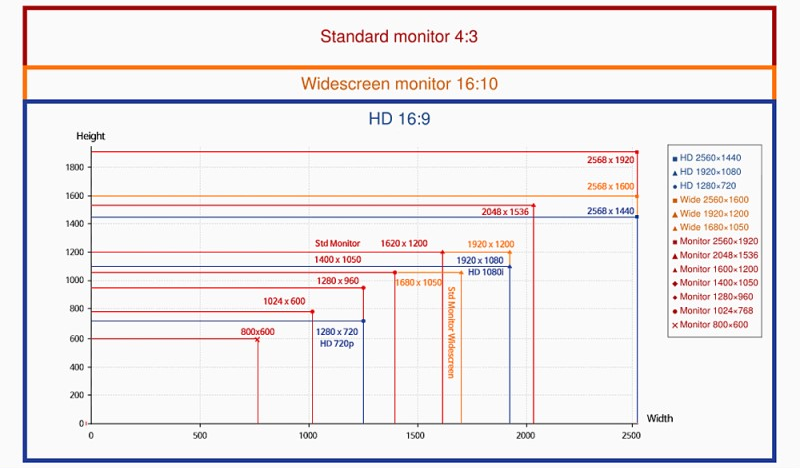 Standard monitor 4:3
Widescreen monitor 16:10
HD 16:9
Height
1800
1600
1400
1200
1000
800
600
400
200
0
0
500
1000
1500
2000
2500
Width
2568 x 1920
2568 x 1600
2048 x 1536
2568 x 1440
Std Monitor
1620 x 1200
1920 x 1200
1400 x 1050
1920 x 1080
HD 1080i
1280 x 960
1680 x 1050
1024 x 600
800x600
1280 x 720
HD 720p
Std Monitor Widescreen
HD 2560×1440
HD 1920×1080
HD 1280×720
Wide 2560×1600
Wide 1920×1200
Wide 1680×1050
Monitor 2560×1920
Monitor 2048×1536
Monitor 1600×1200
Monitor 1400×1050
Monitor 1280×960
Monitor 1024×768
Monitor 800×600